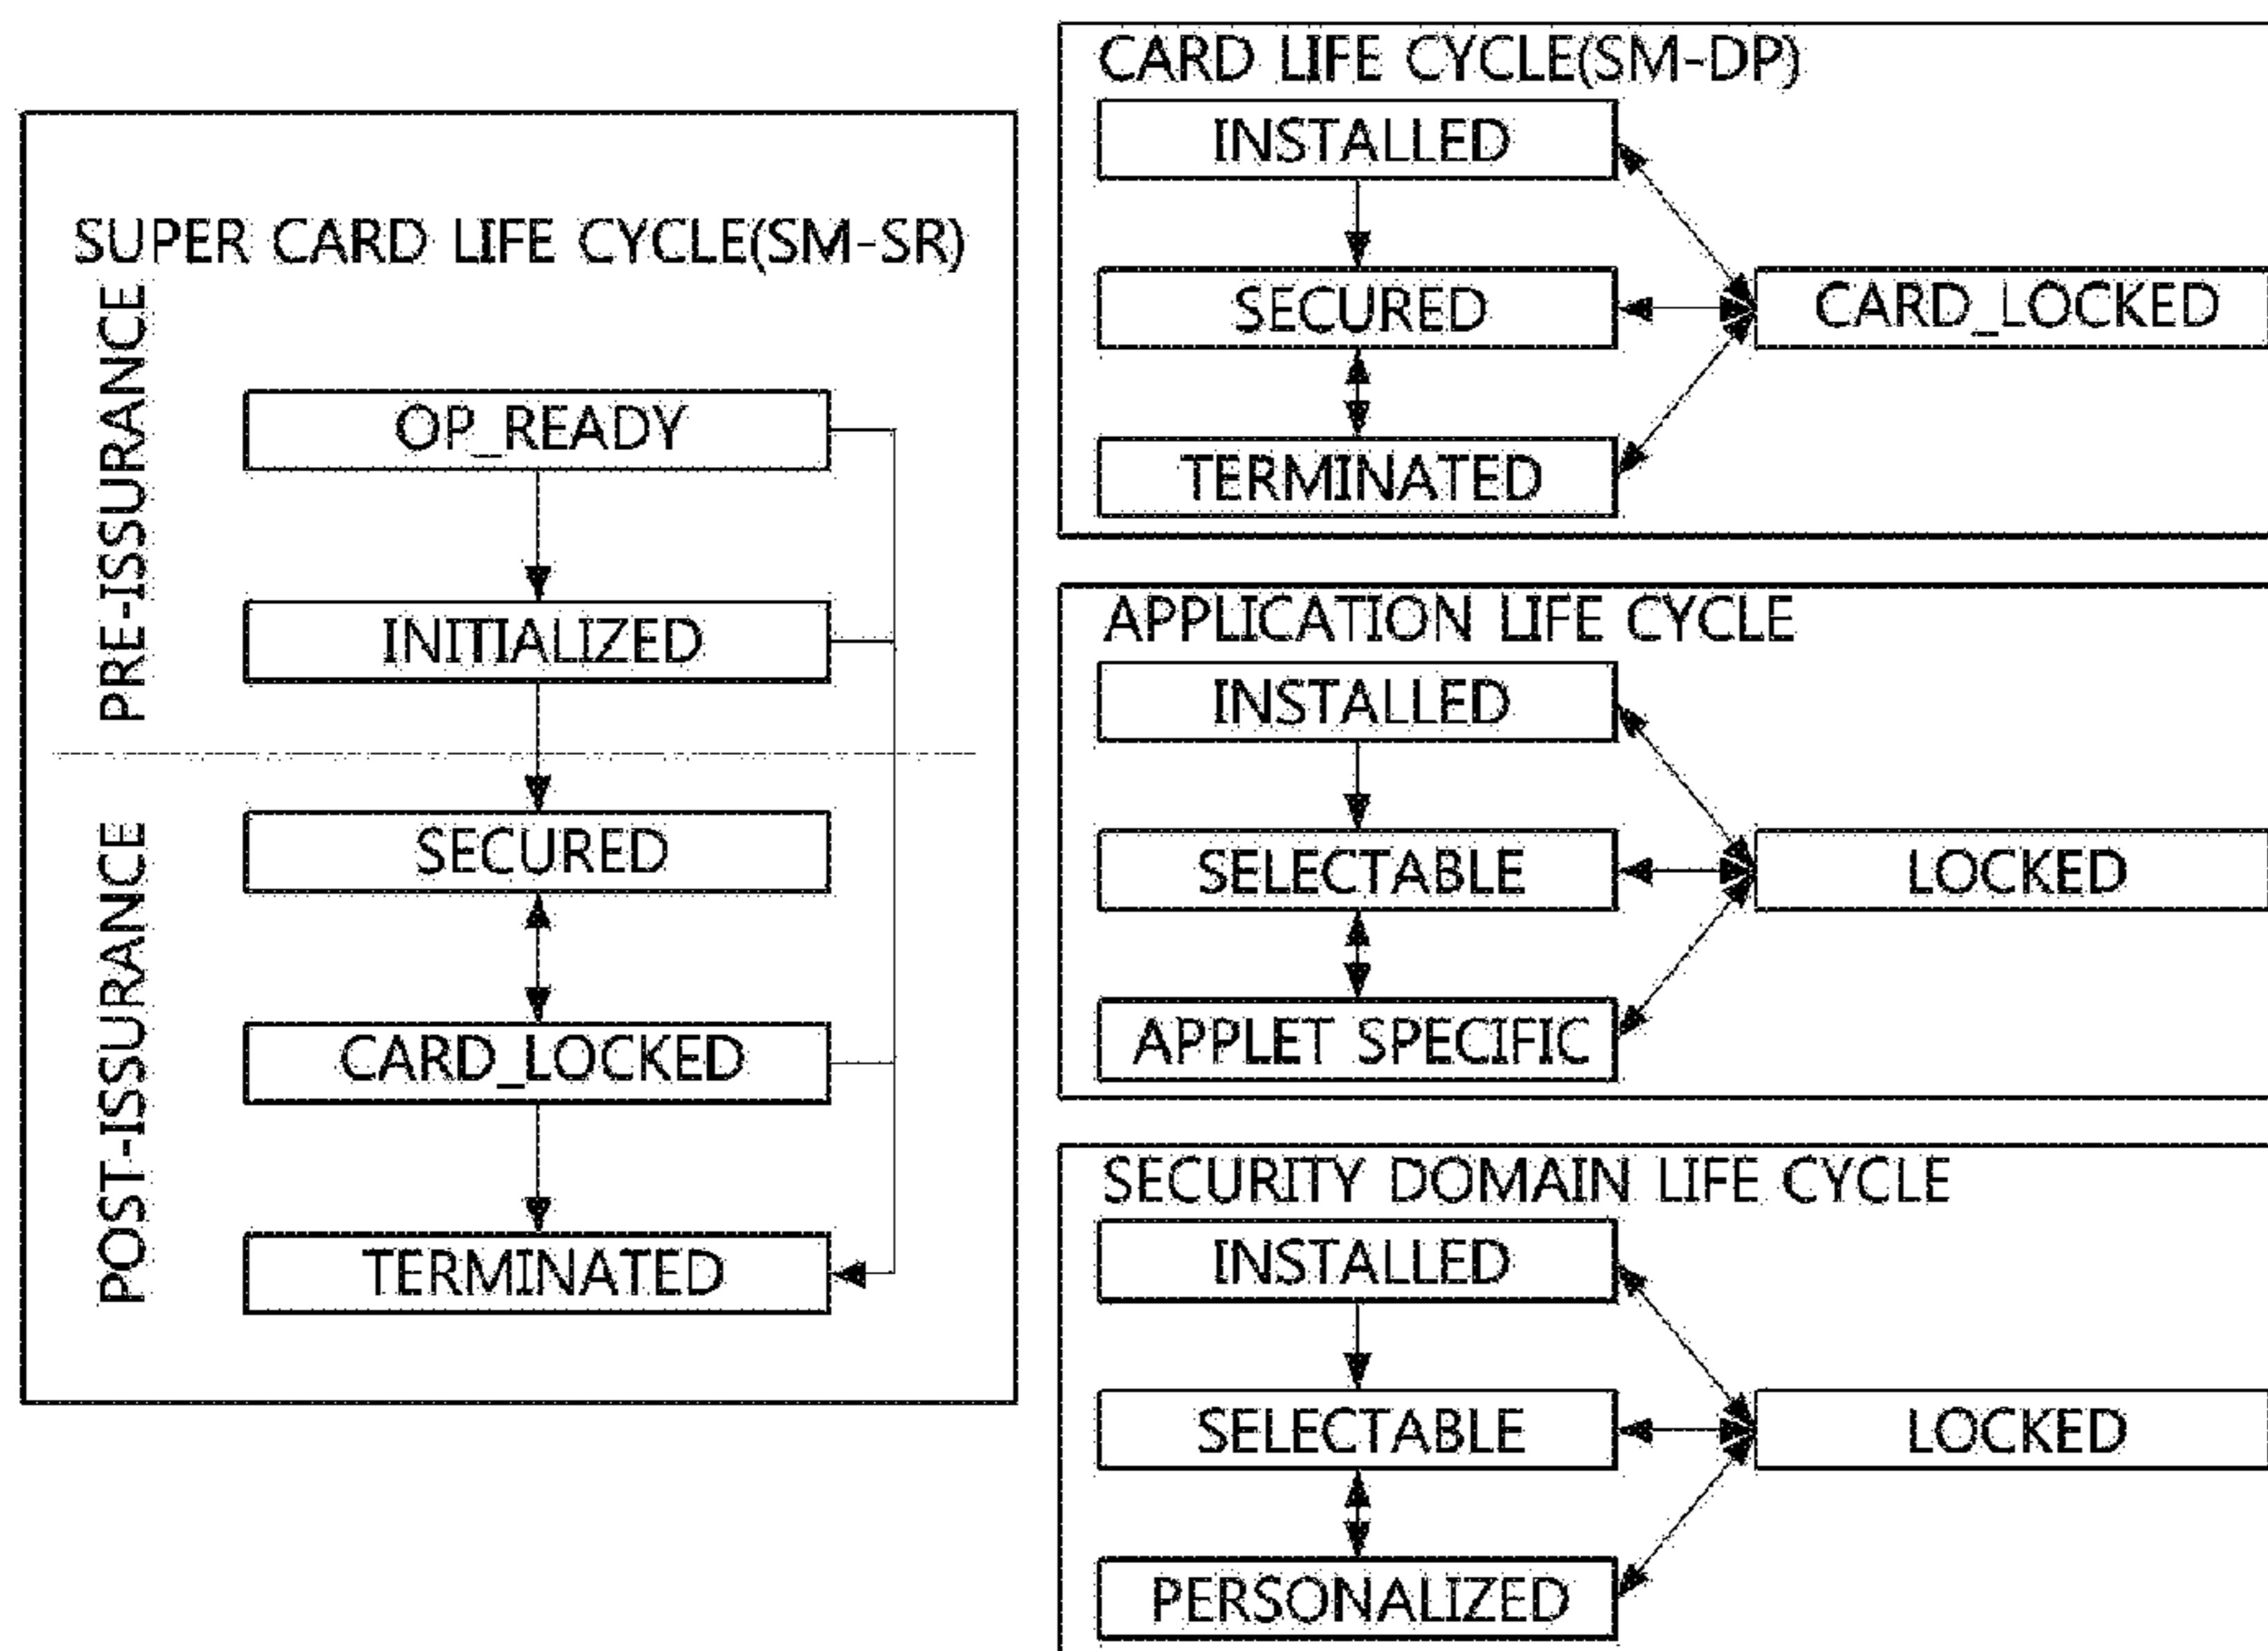 SUPER CARD LIFE CYCLE(SM-SR)
PRE-ISSURANCE
OP_READY
INITIALIZED
POST-ISSURANCE
SECURED
CARD_LOCKED
TERMINATED
CARD LIFE CYCLE(SM-DP)
INSTALLED
SECURED
CARD_LOCKED
TERMINATED
APPLICATION LIFE CYCLE
INSTALLED
SELECTABLE
LOCKED
APPLET SPECIFIC
SECURITY DOMAIN LIFE CYCLE
INSTALLED
SELECTABLE
LOCKED
PERSONALIZED